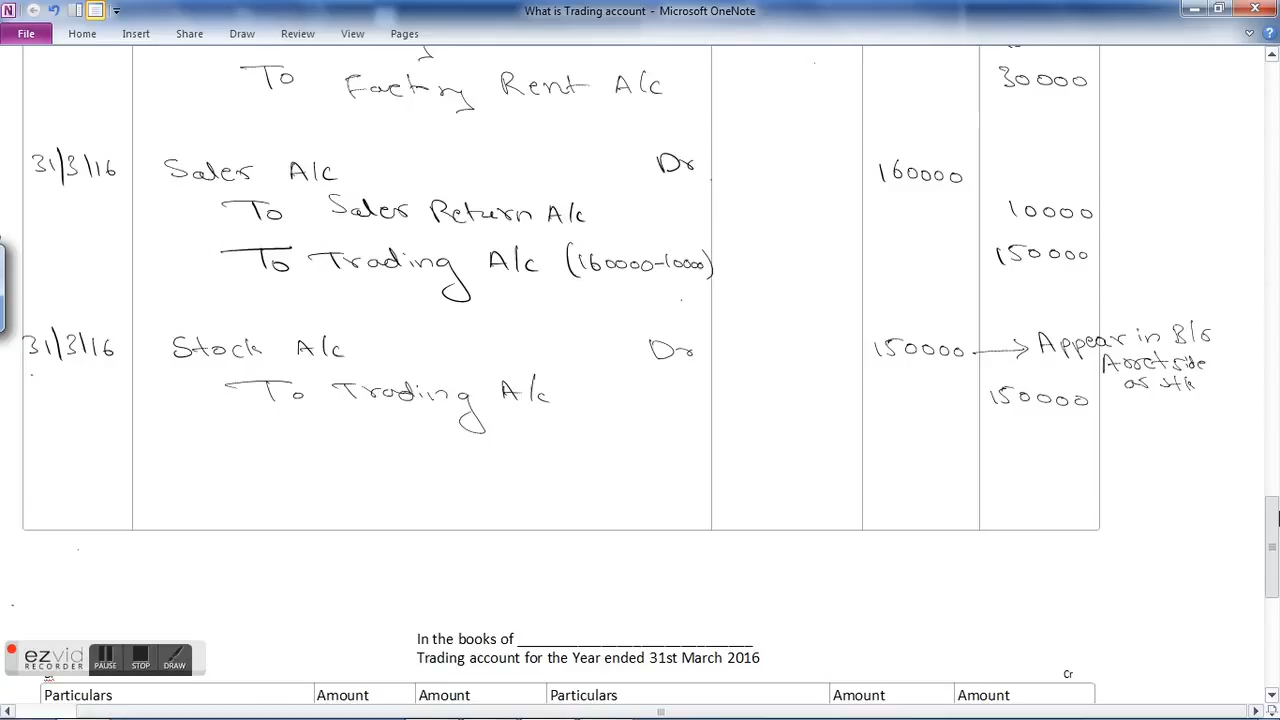 What is Trading account - Microsoft OneNote
File Home Insert Share Draw Review View Pages
To Factory Rent A/c 30000
31/3/16 Sales A/c Dr 160000
To Sales Return A/c 10000
To Trading A/c (160000-10000) 150000
31/3/16 Stock A/c Dr 150000 → Appear in B/s
Asset side
as
To Trading A/c 150000
In the books of
Trading account for the Year ended 31st March 2016
Cr
Particulars Amount Amount Particulars Amount Amount
ezvid
RECORDER
PAUSE STOP DRAW